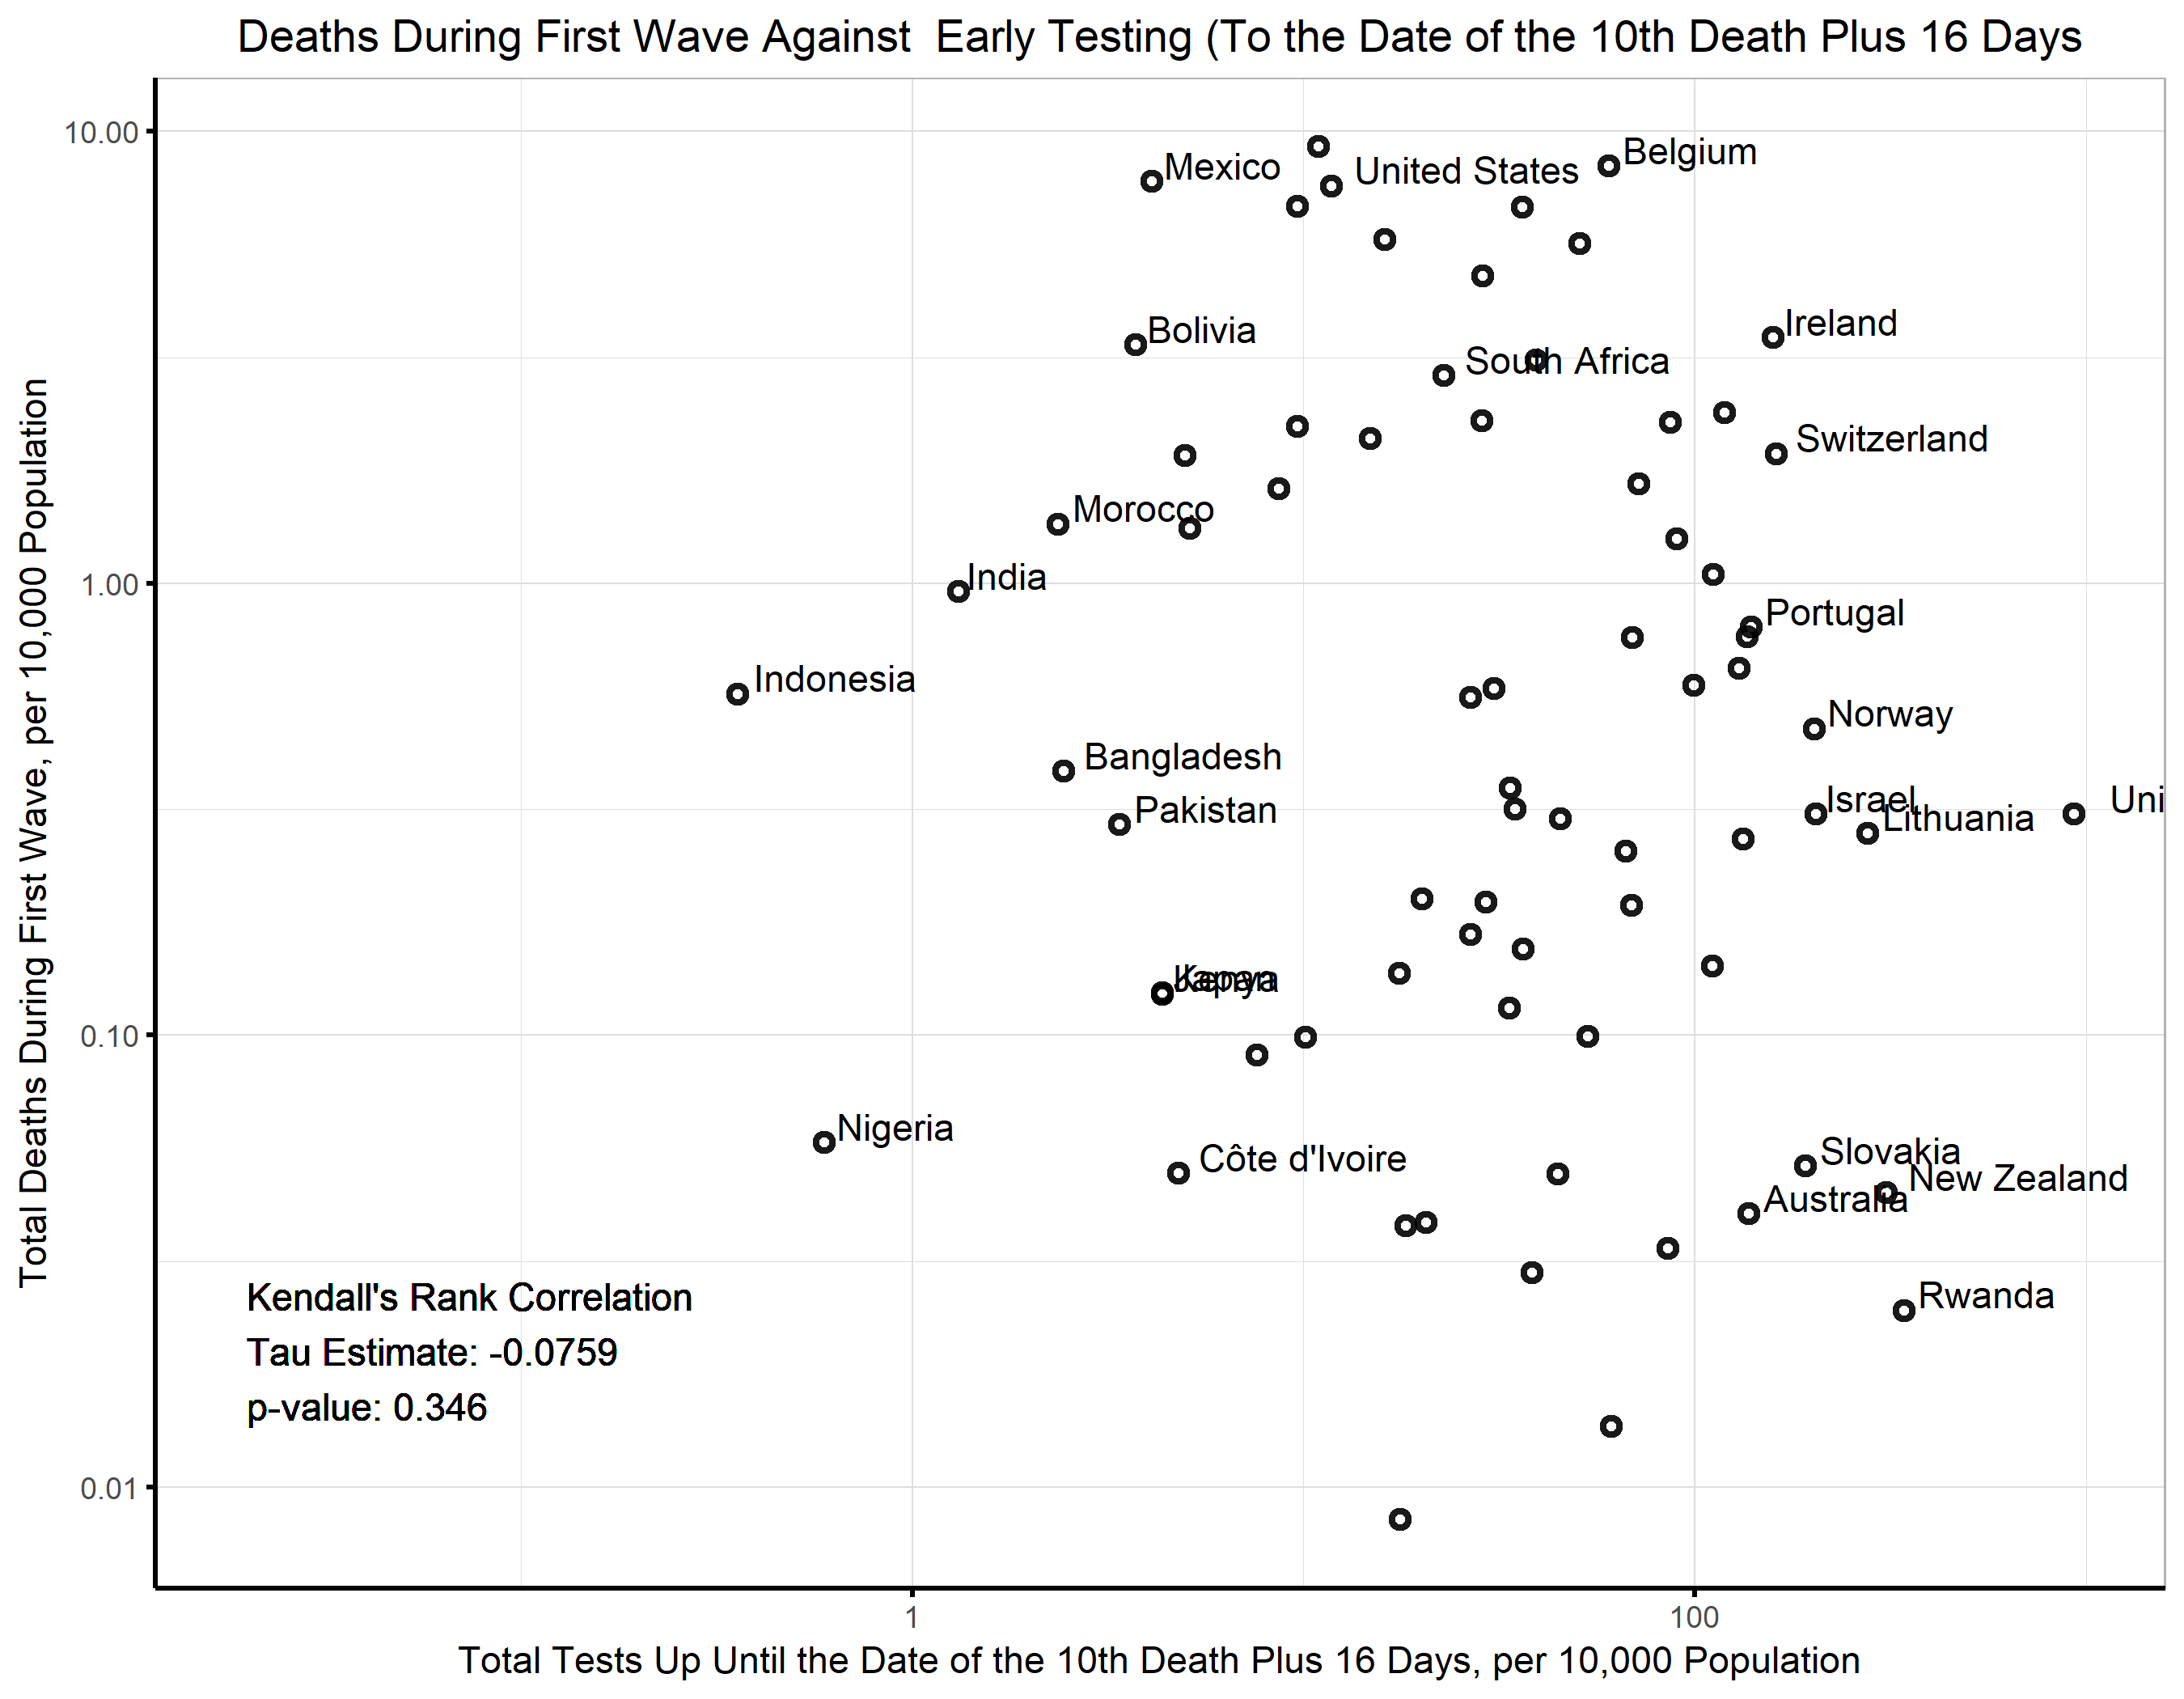 Deaths During First Wave Against  Early Testing (To the Date of the 10th Death Plus 16 Days
Total Deaths During First Wave, per 10,000 Population
10.00
1.00
0.10
0.01
Mexico
United States
Belgium
Bolivia
Ireland
South Africa
Switzerland
Morocco
India
Portugal
Indonesia
Norway
Bangladesh
Pakistan
Israel
Lithuania
Uni
Japan
Kenya
Nigeria
Côte d'Ivoire
Slovakia
New Zealand
Australia
Rwanda
Kendall's Rank Correlation
Tau Estimate: -0.0759
p-value: 0.346
1
100
Total Tests Up Until the Date of the 10th Death Plus 16 Days, per 10,000 Population